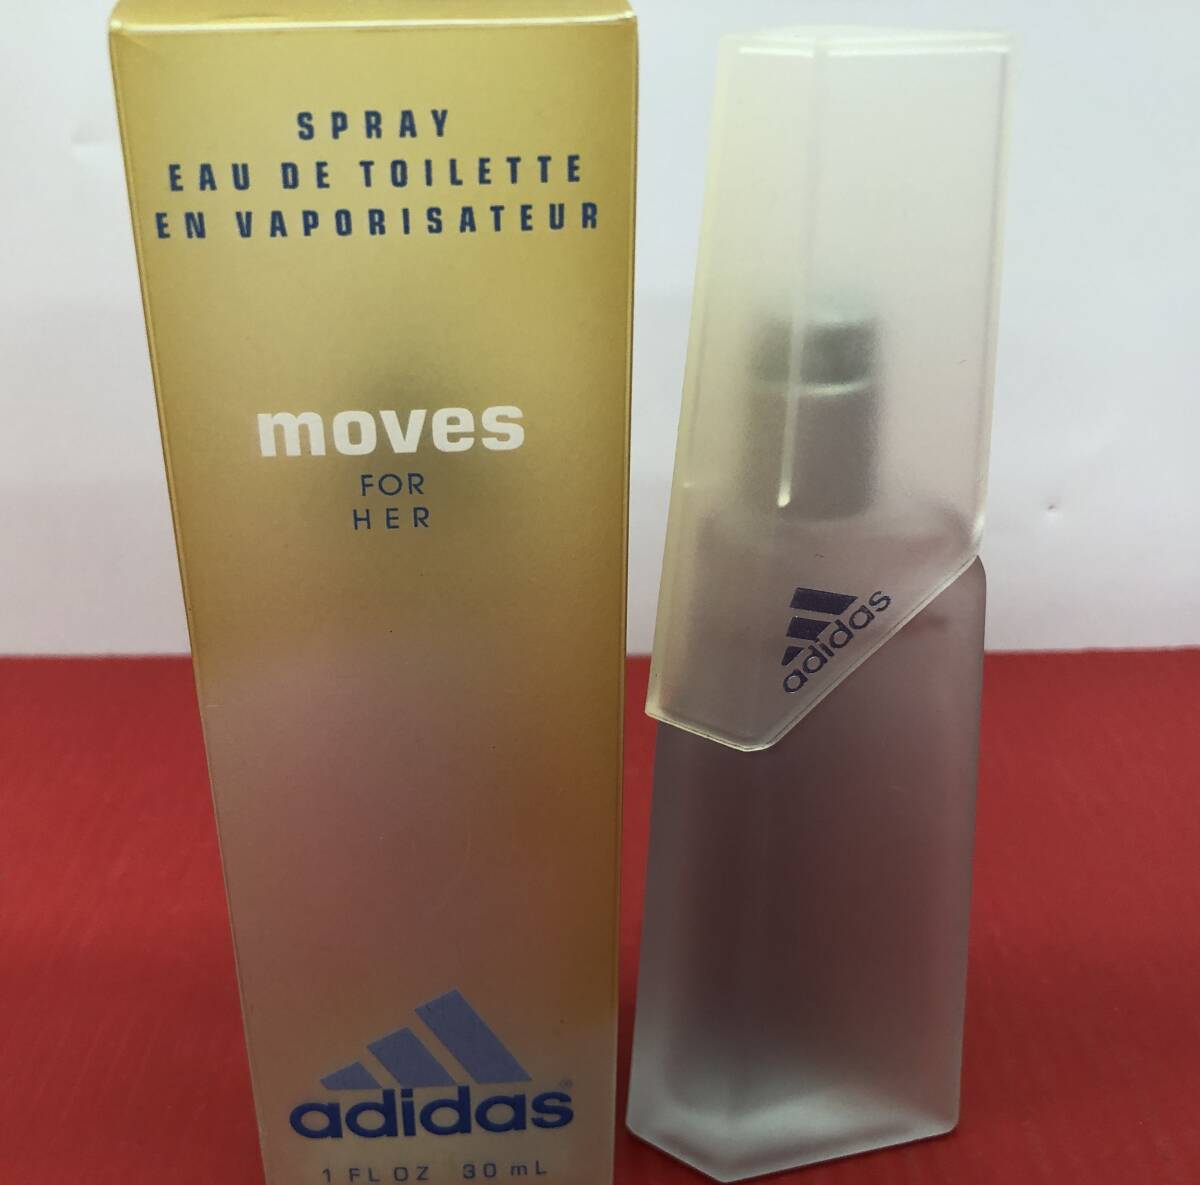 SPRAY
EAU DE TOILETTE
EN VAPORISATEUR
moves
FOR
HER
adidas®
1 FL OZ 30 mL
adidas